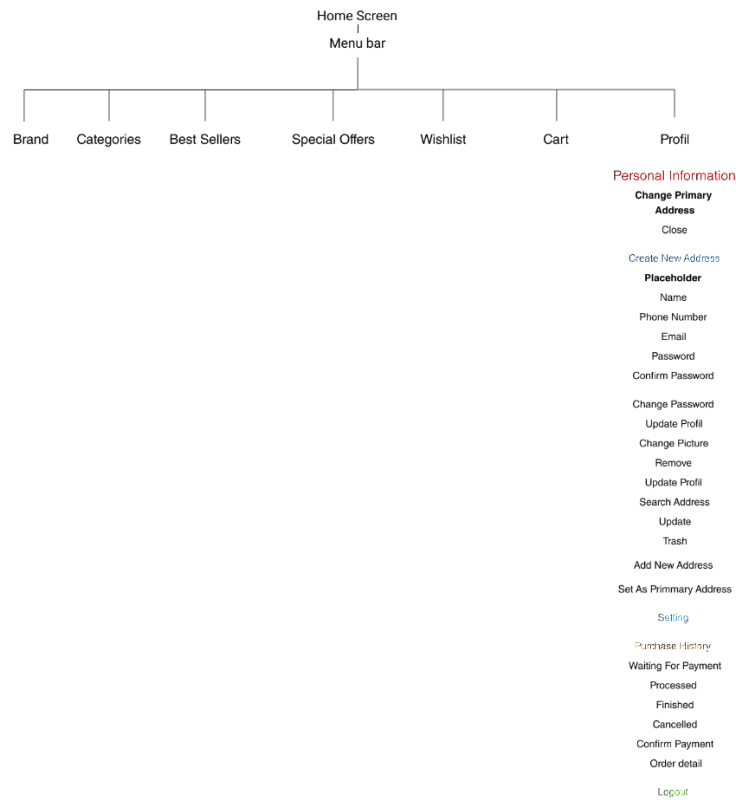 Home Screen
Menu bar
Brand
Categories
Best Sellers
Special Offers
Wishlist
Cart
Profil
Personal Information
Change Primary
Address
Close
Create New Address
Placeholder
Name
Phone Number
Email
Password
Confirm Password
Change Password
Update Profil
Change Picture
Remove
Update Profil
Search Address
Update
Trash
Add New Address
Set As Primmary Address
Setting
Purchase History
Waiting For Payment
Processed
Finished
Cancelled
Confirm Payment
Order detail
Logout